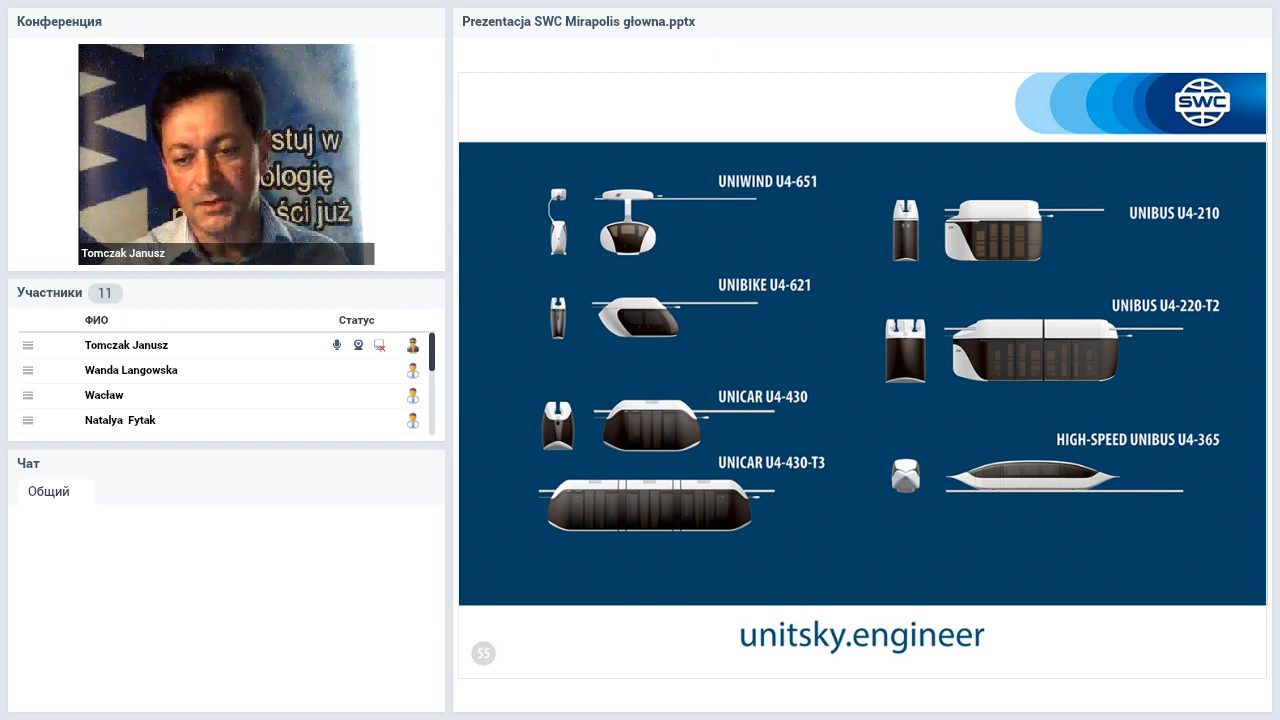 Конференция
stuj w
ologię
ści już
Tomczak Janusz
Участники 11
ФИО Статус
Tomczak Janusz
Wanda Langowska
Wacław
Natalya Fytak
Чат
Общий
Prezentacja SWC Mirapolis głowna.pptx
SWC
UNIWIND U4-651
UNIBIKE U4-621
UNICAR U4-430
UNICAR U4-430-T3
UNIBUS U4-210
UNIBUS U4-220-T2
HIGH-SPEED UNIBUS U4-365
unitsky.engineer
55